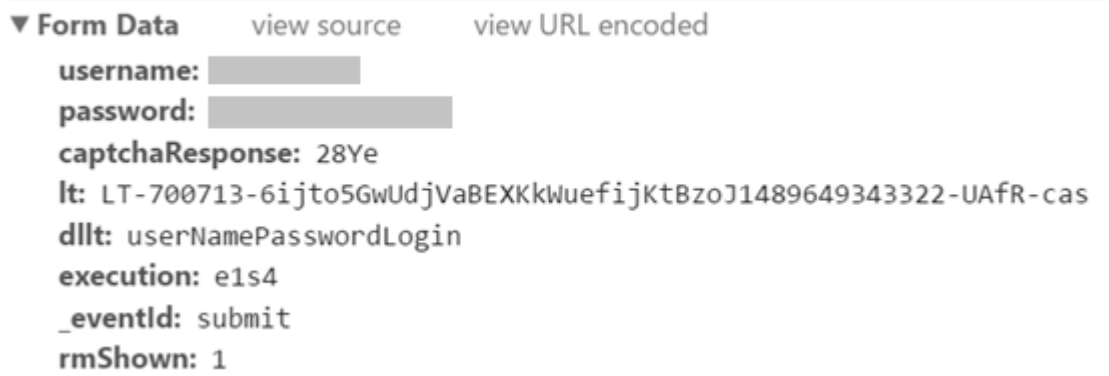 ▼ Form Data view source view URL encoded
username:
password:
captchaResponse: 28Ye
lt: LT-700713-6ijto5GwUdjVaBEXKkWuefijKtBzoJ1489649343322-UAfR-cas
dllt: userNamePasswordLogin
execution: e1s4
_eventId: submit
rmShown: 1